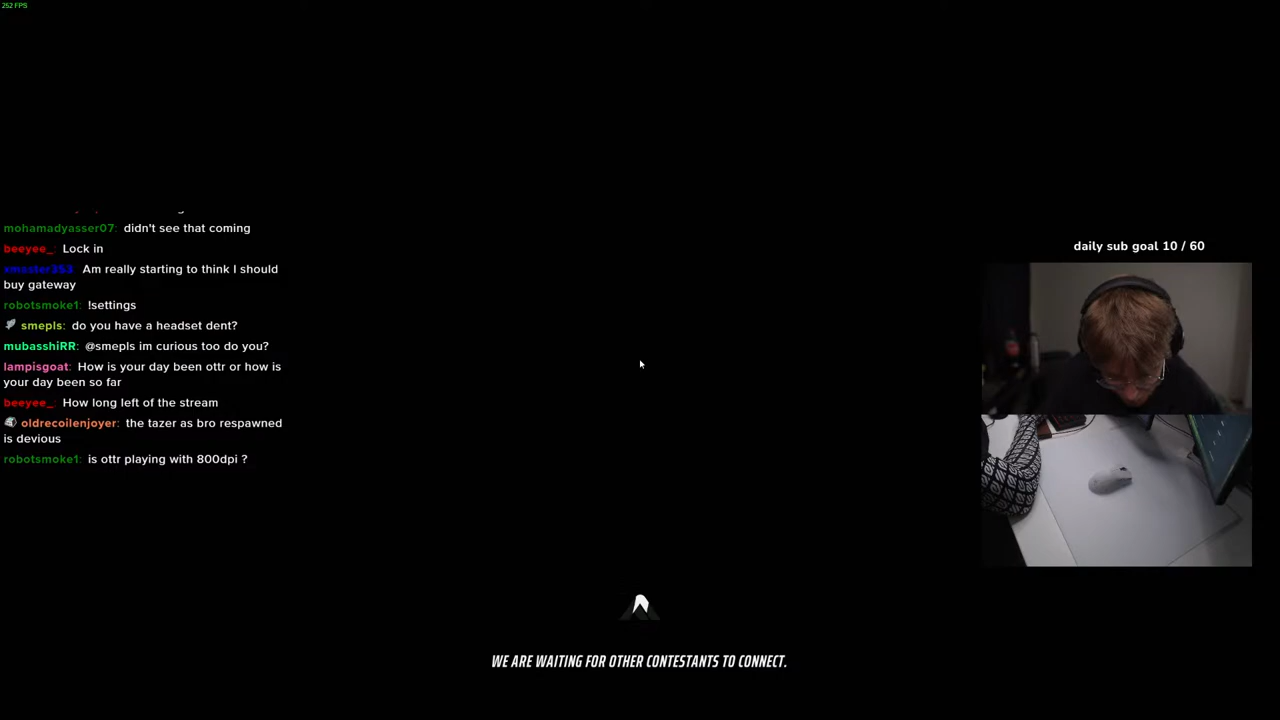 252 FPS
daily sub goal 10 / 60
mohamadyasser07: didn't see that coming
beeyee_: Lock in
xmaster353: Am really starting to think I should
buy gateway
robotsmoke1: !settings
smepls: do you have a headset dent?
mubasshiRR: @smepls im curious too do you?
lampisgoat: How is your day been ottr or how is
your day been so far
beeyee_: How long left of the stream
oldrecoilenjoyer: the tazer as bro respawned
is devious
robotsmoke1: is ottr playing with 800dpi ?
WE ARE WAITING FOR OTHER CONTESTANTS TO CONNECT.